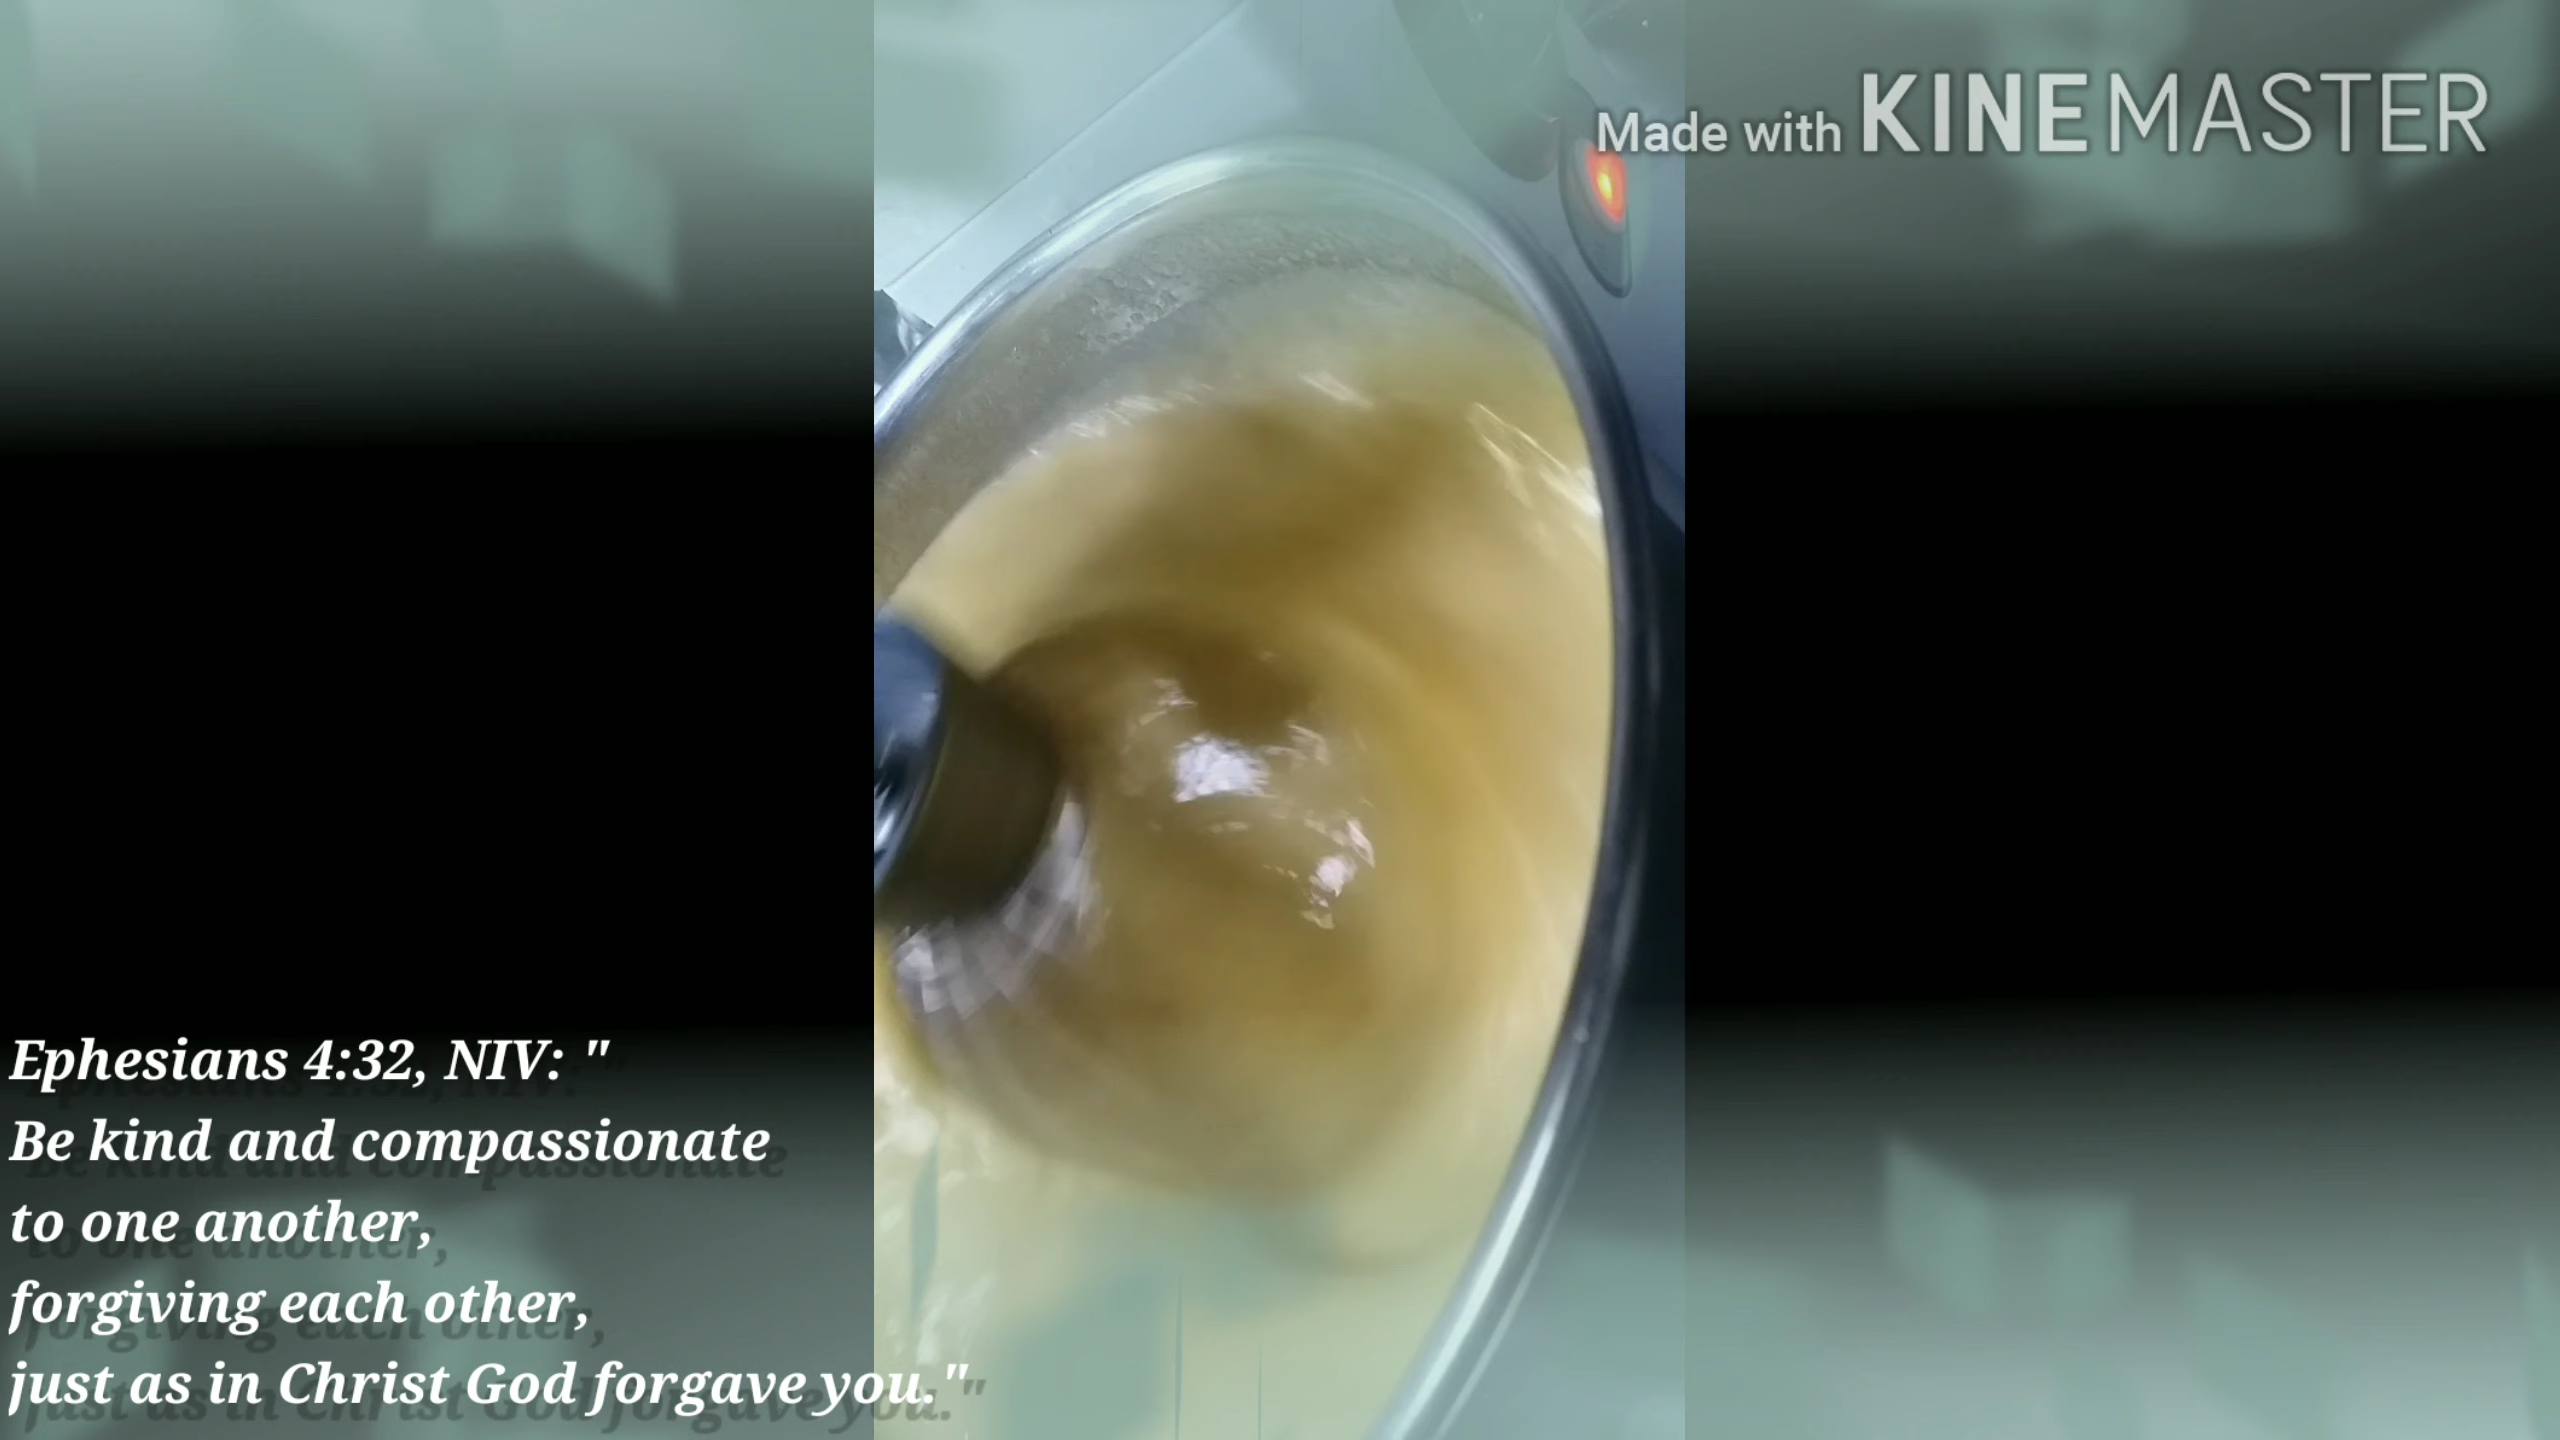 Made with KINEMASTER
Ephesians 4:32, NIV: "
Be kind and compassionate
to one another,
forgiving each other,
just as in Christ God forgave you."